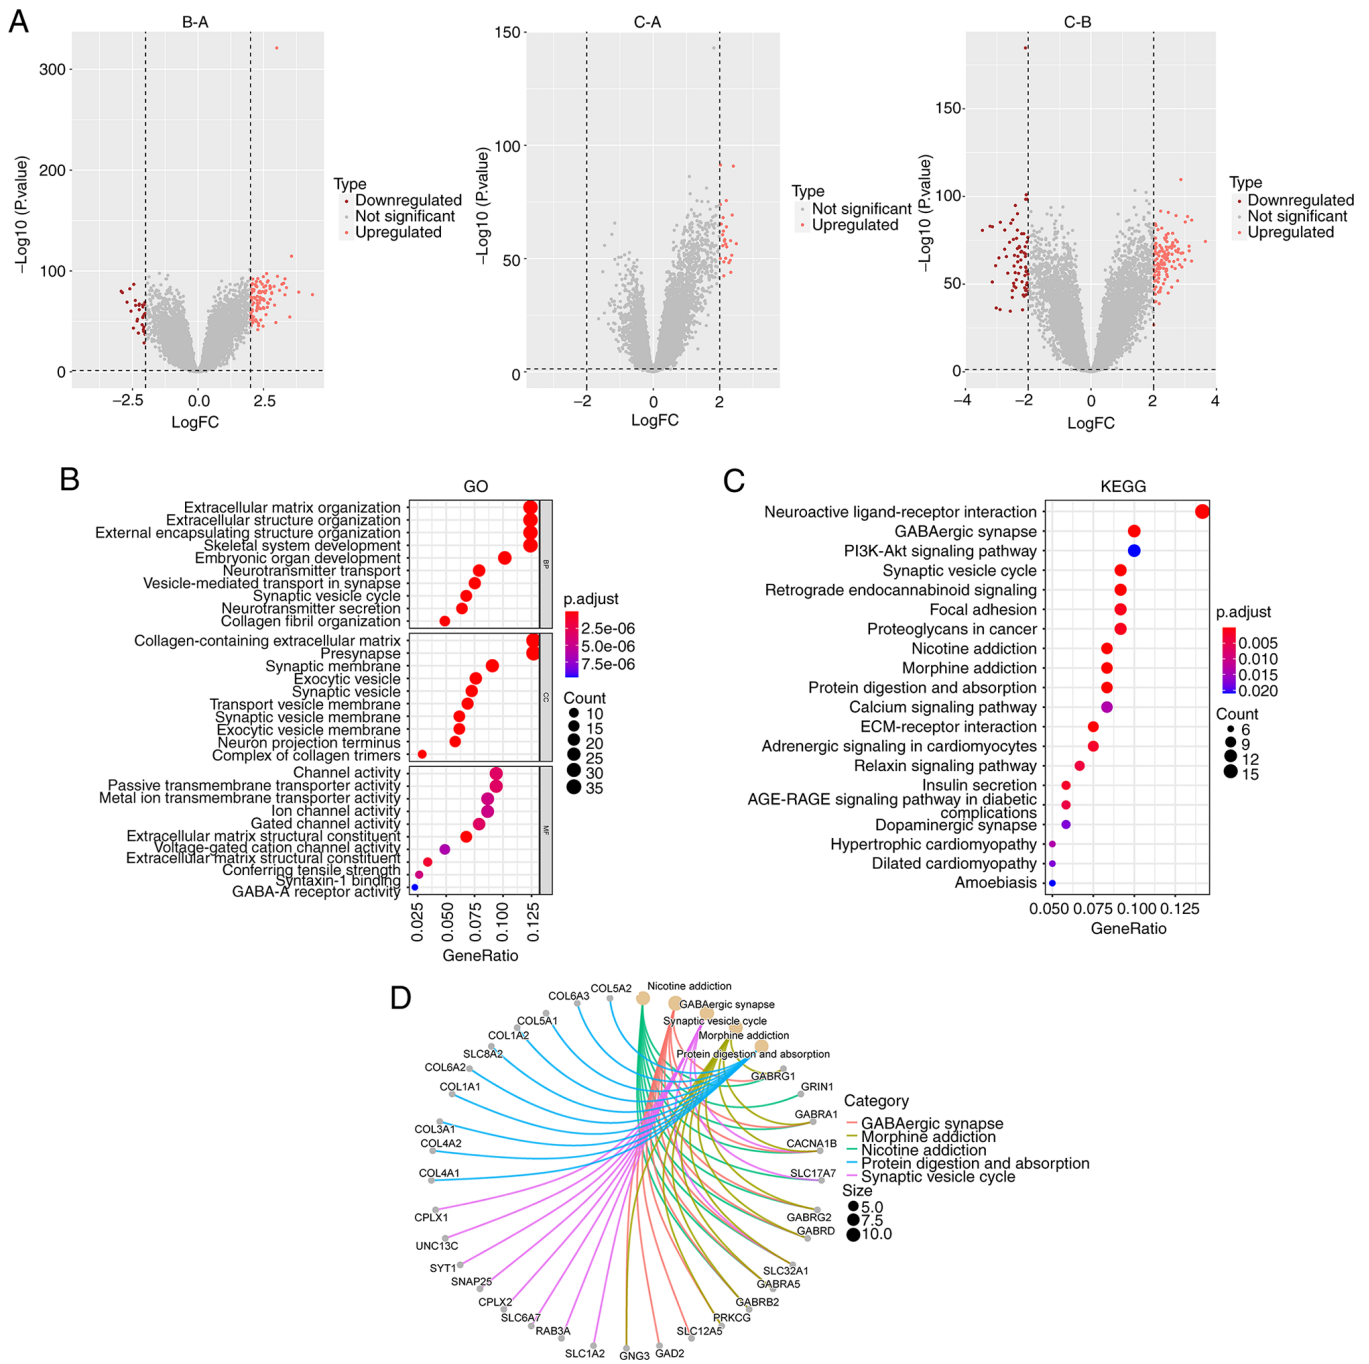 A
B-A
300
200
100
0
−2.5
0.0
2.5
LogFC
−Log10 (P.value)
Type
Downregulated
Not significant
Upregulated
C-A
150
100
50
0
−2
0
2
LogFC
−Log10 (P.value)
Type
Not significant
Upregulated
C-B
150
100
50
0
−4
−2
0
2
4
LogFC
−Log10 (P.value)
Type
Downregulated
Not significant
Upregulated
B
GO
Extracellular matrix organization
Extracellular structure organization
External encapsulating structure organization
Skeletal system development
Embryonic organ development
Neurotransmitter transport
Vesicle-mediated transport in synapse
Synaptic vesicle cycle
Neurotransmitter secretion
Collagen fibril organization
BP
Collagen-containing extracellular matrix
Presynapse
Synaptic membrane
Exocytic vesicle
Synaptic vesicle
Transport vesicle membrane
Synaptic vesicle membrane
Exocytic vesicle membrane
Neuron projection terminus
Complex of collagen trimers
CC
Channel activity
Passive transmembrane transporter activity
Metal ion transmembrane transporter activity
Ion channel activity
Gated channel activity
Extracellular matrix structural constituent
Voltage-gated cation channel activity
Extracellular matrix structural constituent
Conferring tensile strength
Syntaxin-1 binding
GABA-A receptor activity
MF
0.025
0.050
0.075
0.100
0.125
GeneRatio
p.adjust
2.5e-06
5.0e-06
7.5e-06
Count
10
15
20
25
30
35
C
KEGG
Neuroactive ligand-receptor interaction
GABAergic synapse
PI3K-Akt signaling pathway
Synaptic vesicle cycle
Retrograde endocannabinoid signaling
Focal adhesion
Proteoglycans in cancer
Nicotine addiction
Morphine addiction
Protein digestion and absorption
Calcium signaling pathway
ECM-receptor interaction
Adrenergic signaling in cardiomyocytes
Relaxin signaling pathway
Insulin secretion
AGE-RAGE signaling pathway in diabetic
complications
Dopaminergic synapse
Hypertrophic cardiomyopathy
Dilated cardiomyopathy
Amoebiasis
0.050 0.075 0.100 0.125
GeneRatio
p.adjust
0.005
0.010
0.015
0.020
Count
6
9
12
15
D
Nicotine addiction
GABAergic synapse
Synaptic vesicle cycle
Morphine addiction
Protein digestion and absorption
COL5A2
COL6A3
COL5A1
COL1A2
SLC8A2
COL6A2
COL1A1
COL3A1
COL4A2
COL4A1
CPLX1
UNC13C
SYT1
SNAP25
CPLX2
SLC6A7
RAB3A
SLC1A2
GNG3
GAD2
SLC12A5
PRKCG
GABRB2
GABRA5
SLC32A1
GABRD
GABRG2
SLC17A7
CACNA1B
GABRA1
GRIN1
GABRG1
Category
GABAergic synapse
Morphine addiction
Nicotine addiction
Protein digestion and absorption
Synaptic vesicle cycle
Size
5.0
7.5
10.0